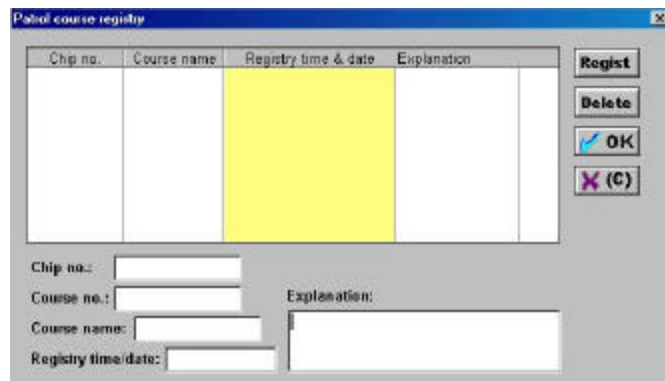 Patrol course registry
Chip no. Course name Registry time & date Explanation
Regist
Delete
OK
(C)
Chip no.:
Course no.:
Explanation:
Course name:
Registry time/date: